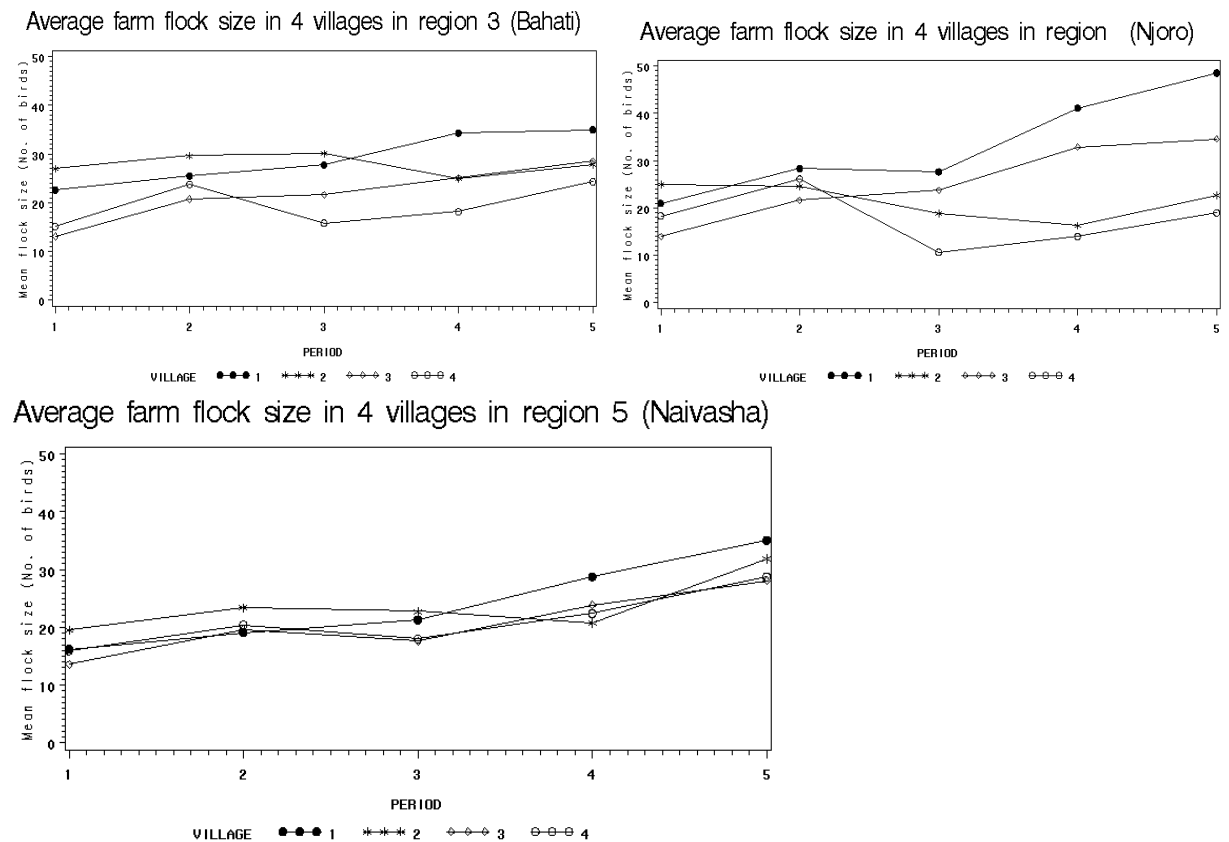 Average farm flock size in 4 villages in region 3 (Bahati)
Mean flock size (No. of birds)
50
40
30
20
10
0
1 2 3 4 5
PERIOD
VILLAGE 1 2 3 4
Average farm flock size in 4 villages in region (Njoro)
Mean flock size (No. of birds)
50
40
30
20
10
0
1 2 3 4 5
PERIOD
VILLAGE 1 2 3 4
Average farm flock size in 4 villages in region 5 (Naivasha)
Mean flock size (No. of birds)
50
40
30
20
10
0
1 2 3 4 5
PERIOD
VILLAGE 1 2 3 4